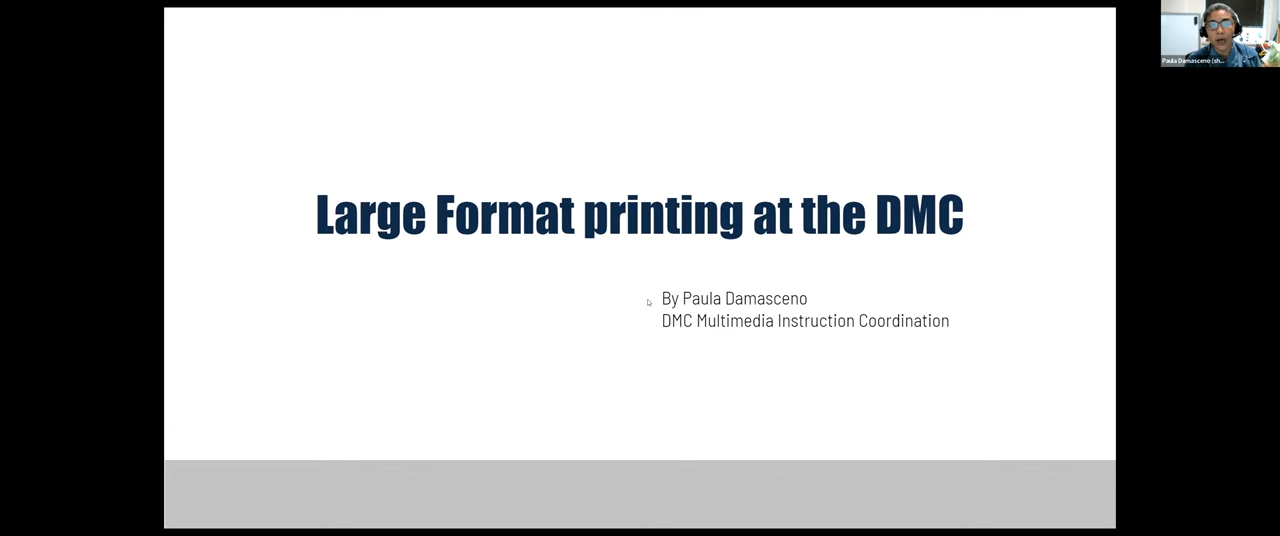 Large Format printing at the DMC
By Paula Damasceno
DMC Multimedia Instruction Coordination
Paula Damasceno (sh...